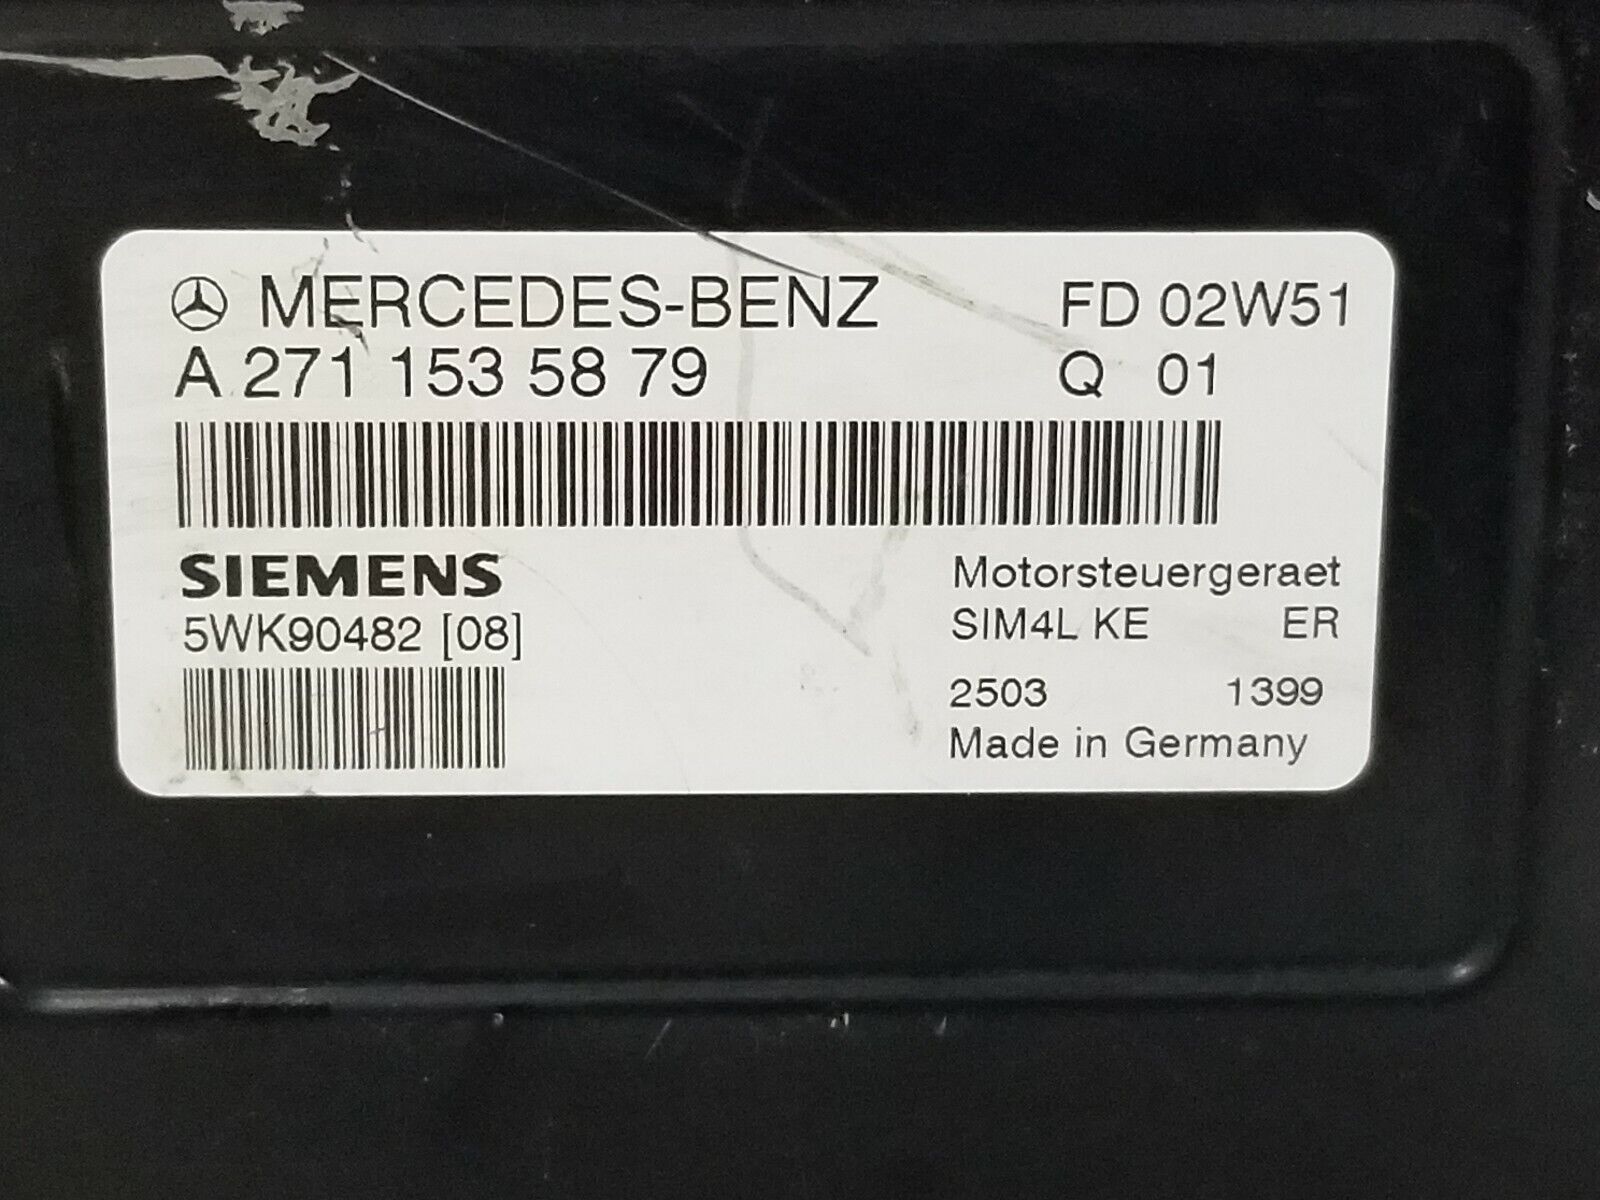 MERCEDES-BENZ FD 02W51
A 271 153 58 79 Q 01
SIEMENS
5WK90482 [08]
Motorsteuergeraet
SIM4L KE ER
2503 1399
Made in Germany